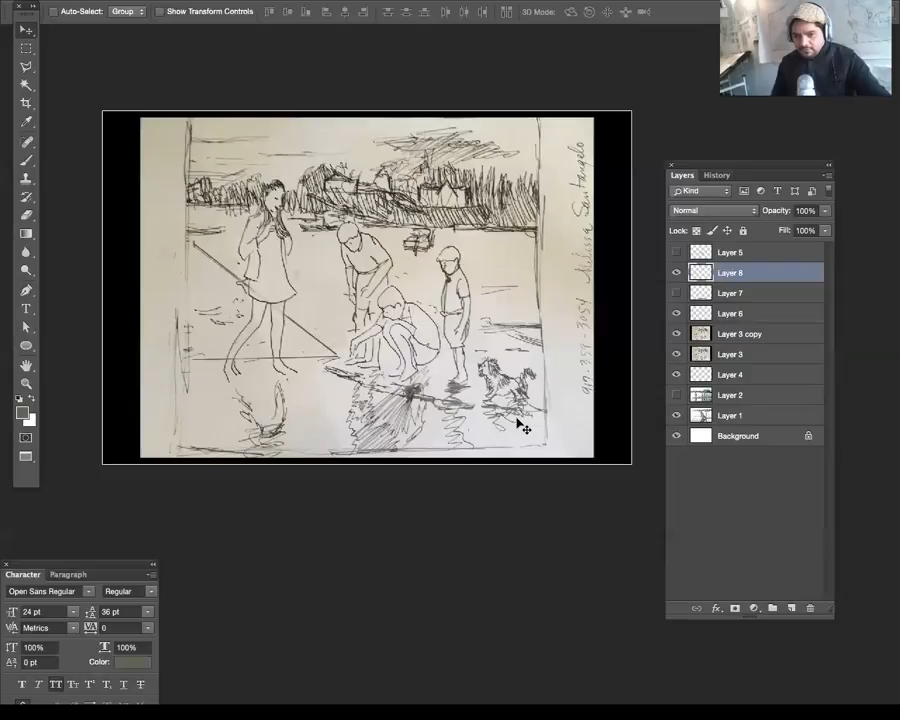 Auto-Select: Group Show Transform Controls 3D Mode:
Layers History
Kind
Normal Opacity: 100%
Lock: Fill: 100%
Layer 5
Layer 8
Layer 7
Layer 6
Layer 3 copy
Layer 3
Layer 4
Layer 2
Layer 1
Background
fx
Melissa Santangelo
Character Paragraph
Open Sans Regular Regular
24 pt 36 pt
Metrics 0
100% 100%
0 pt Color: